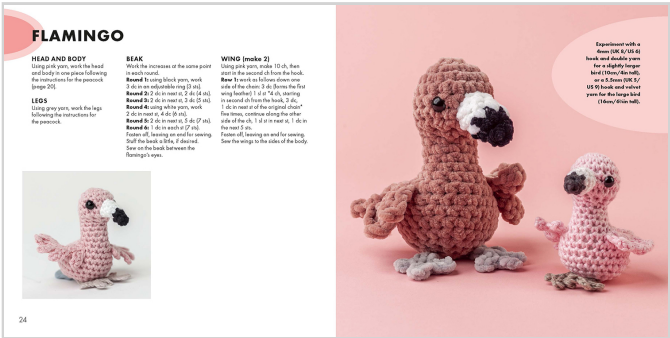 FLAMINGO
HEAD AND BODY
Using pink yarn, work the head
and body in one piece following
the instructions for the peacock
(page 20).
LEGS
Using grey yarn, work the legs
following the instructions for
the peacock.
BEAK
Work the increases at the same point
in each round.
Round 1: using black yarn, work
3 dc in an adjustable ring (3 sts).
Round 2: 2 dc in next st, 2 dc (4 sts).
Round 3: 2 dc in next st, 3 dc (5 sts).
Round 4: using white yarn, work
2 dc in next st, 4 dc (6 sts).
Round 5: 2 dc in next st, 5 dc (7 sts).
Round 6: 1 dc in each st (7 sts).
Fasten off, leaving an end for sewing.
Stuff the beak a little, if desired.
Sew on the beak between the
flamingo's eyes.
WING (make 2)
Using pink yarn, make 10 ch, then
start in the second ch from the hook.
Row 1: work as follows down one
side of the chain: 3 dc (forms the first
wing feather) 1 sl st *4 ch, starting
in second ch from the hook, 3 dc,
1 dc in next st of the original chain*
five times, continue along the other
side of the ch, 1 sl st in next st, 1 dc in
the next 5 sts.
Fasten off, leaving an end for sewing.
Sew the wings to the sides of the body.
24
Experiment with a
4mm (UK 8/US 6)
hook and double yarn
for a slightly larger
bird (10cm/4in tall),
or a 5.5mm (UK 5/
US 9) hook and velvet
yarn for the large bird
(16cm/6¼in tall).